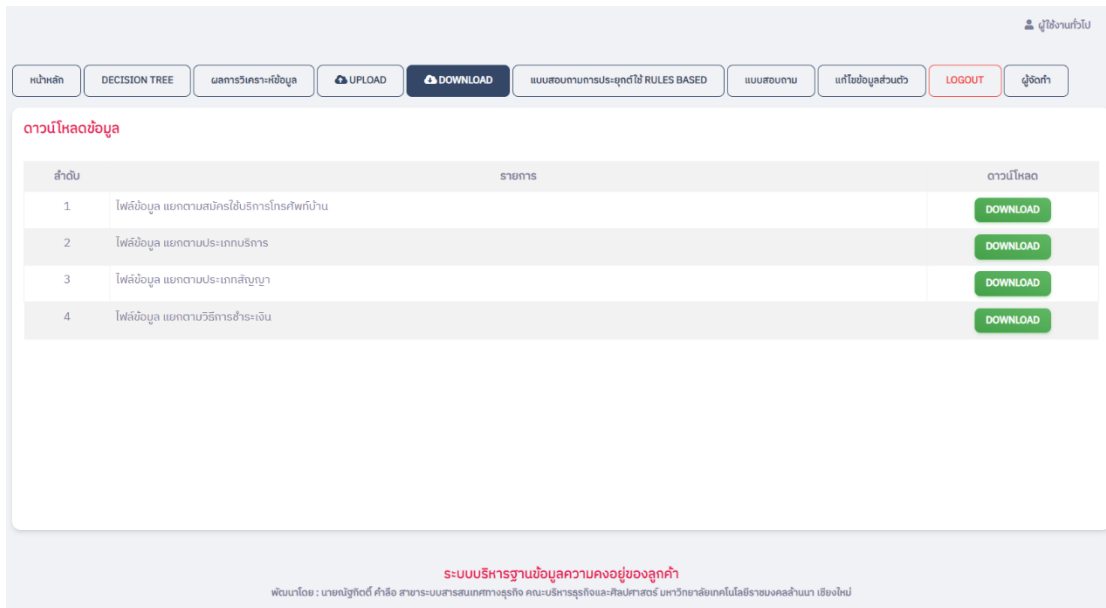 ผู้ใช้งานทั่วไป
หน้าหลัก DECISION TREE ผลการวิเคราะห์ข้อมูล UPLOAD DOWNLOAD แบบสอบถามการประยุกต์ใช้ RULES BASED แบบสอบถาม แก้ไขข้อมูลส่วนตัว LOGOUT ผู้จัดทำ
ดาวน์โหลดข้อมูล
ลำดับ รายการ ดาวน์โหลด
1 ไฟล์ข้อมูล แยกตามสมัครใช้บริการโทรศัพท์บ้าน DOWNLOAD
2 ไฟล์ข้อมูล แยกตามประเภทบริการ DOWNLOAD
3 ไฟล์ข้อมูล แยกตามประเภทสัญญา DOWNLOAD
4 ไฟล์ข้อมูล แยกตามวิธีการชำระเงิน DOWNLOAD
ระบบบริหารฐานข้อมูลความคงอยู่ของลูกค้า
พัฒนาโดย : นายณัฐกิตติ์ คำลือ สาขาระบบสารสนเทศทางธุรกิจ คณะบริหารธุรกิจและศิลปศาสตร์ มหาวิทยาลัยเทคโนโลยีราชมงคลล้านนา เชียงใหม่